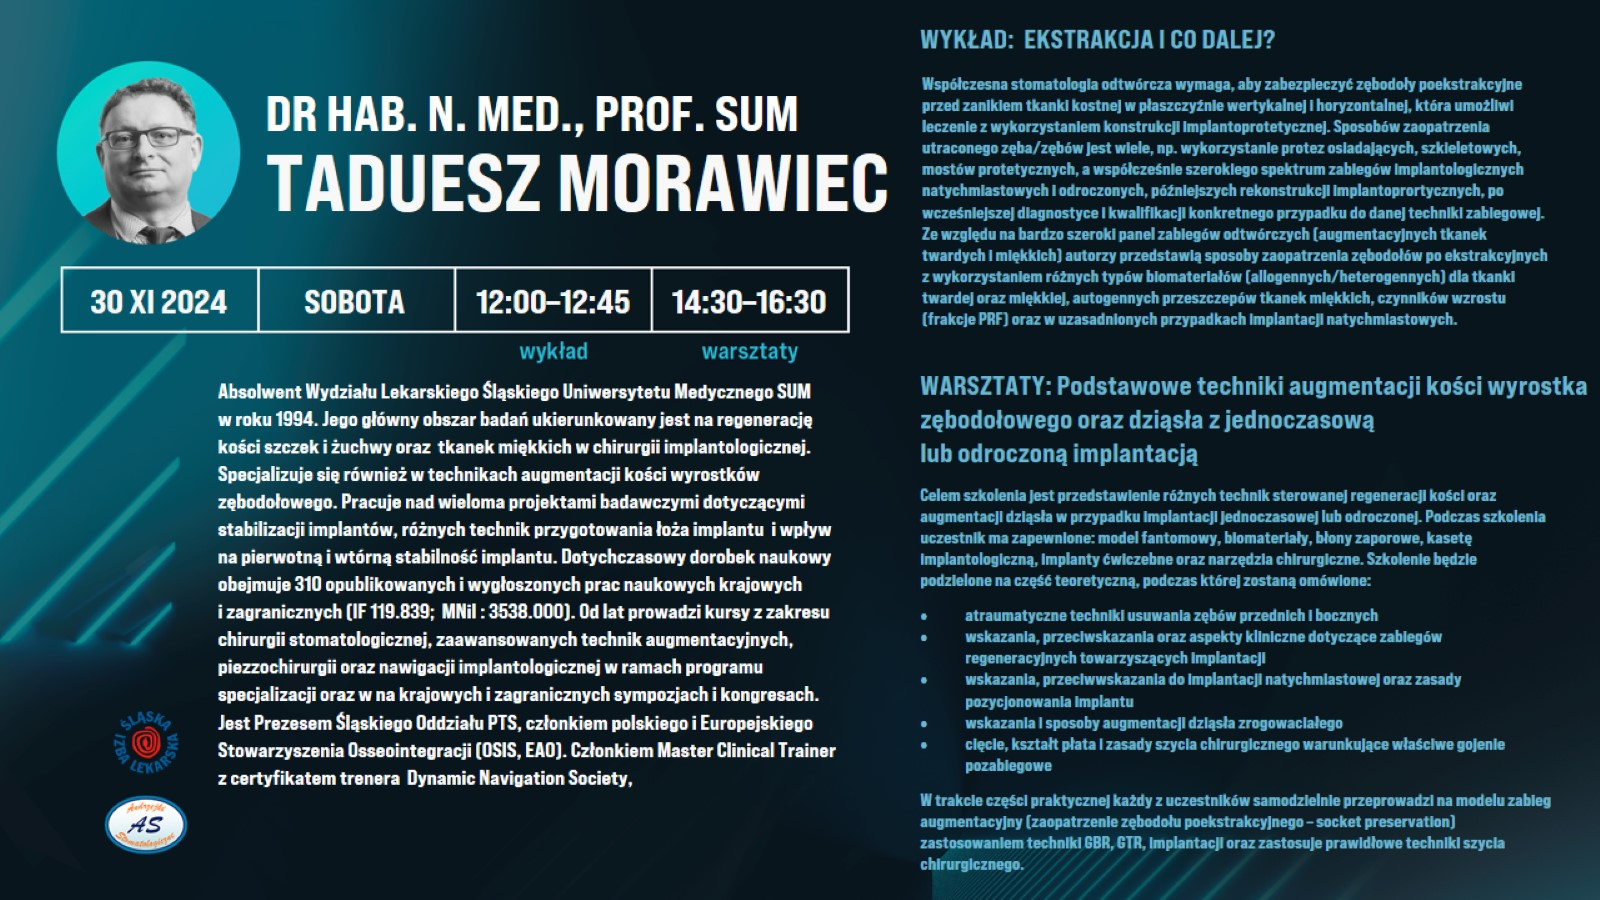 DR HAB. N. MED., PROF. SUM
TADUESZ MORAWIEC
30 XI 2024
SOBOTA
12:00–12:45
14:30–16:30
wykład
warsztaty
Absolwent Wydziału Lekarskiego Śląskiego Uniwersytetu Medycznego SUM
w roku 1994. Jego główny obszar badań ukierunkowany jest na regenerację
kości szczek i żuchwy oraz tkanek miękkich w chirurgii implantologicznej.
Specjalizuje się również w technikach augmentacji kości wyrostków
zębodołowego. Pracuje nad wieloma projektami badawczymi dotyczącymi
stabilizacji implantów, różnych technik przygotowania łoża implantu i wpływ
na pierwotną i wtórną stabilność implantu. Dotychczasowy dorobek naukowy
obejmuje 310 opublikowanych i wygłoszonych prac naukowych krajowych
i zagranicznych (IF 119.839; MNil : 3538.000). Od lat prowadzi kursy z zakresu
chirurgii stomatologicznej, zaawansowanych technik augmentacyjnych,
piezzochirurgii oraz nawigacji implantologicznej w ramach programu
specjalizacji oraz w na krajowych i zagranicznych sympozjach i kongresach.
Jest Prezesem Śląskiego Oddziału PTS, członkiem polskiego i Europejskiego
Stowarzyszenia Osseointegracji (OSIS, EAO). Członkiem Master Clinical Trainer
z certyfikatem trenera Dynamic Navigation Society,
ŚLĄSKA
IZBA LEKARSKA
Andrzejki
AS
Stomatologiczne
WYKŁAD: EKSTRAKCJA I CO DALEJ?
Współczesna stomatologia odtwórcza wymaga, aby zabezpieczyć zębodoły poekstrakcyjne
przed zanikiem tkanki kostnej w płaszczyźnie wertykalnej i horyzontalnej, która umożliwi
leczenie z wykorzystaniem konstrukcji implantoprotetycznej. Sposobów zaopatrzenia
utraconego zęba/zębów jest wiele, np. wykorzystanie protez osiadających, szkieletowych,
mostów protetycznych, a współcześnie szerokiego spektrum zabiegów implantologicznych
natychmiastowych i odroczonych, późniejszych rekonstrukcji implantoprortycznych, po
wcześniejszej diagnostyce i kwalifikacji konkretnego przypadku do danej techniki zabiegowej.
Ze względu na bardzo szeroki panel zabiegów odtwórczych (augmentacyjnych tkanek
twardych i miękkich) autorzy przedstawią sposoby zaopatrzenia zębodołów po ekstrakcyjnych
z wykorzystaniem różnych typów biomateriałów (allogennych/heterogennych) dla tkanki
twardej oraz miękkiej, autogennych przeszczepów tkanek miękkich, czynników wzrostu
(frakcje PRF) oraz w uzasadnionych przypadkach implantacji natychmiastowych.
WARSZTATY: Podstawowe techniki augmentacji kości wyrostka
zębodołowego oraz dziąsła z jednoczasową
lub odroczoną implantacją
Celem szkolenia jest przedstawienie różnych technik sterowanej regeneracji kości oraz
augmentacji dziąsła w przypadku implantacji jednoczasowej lub odroczonej. Podczas szkolenia
uczestnik ma zapewnione: model fantomowy, biomateriały, błony zaporowe, kasetę
implantologiczną, implanty ćwiczebne oraz narzędzia chirurgiczne. Szkolenie będzie
podzielone na część teoretyczną, podczas której zostaną omówione:
• atraumatyczne techniki usuwania zębów przednich i bocznych
• wskazania, przeciwskazania oraz aspekty kliniczne dotyczące zabiegów
regeneracyjnych towarzyszących implantacji
• wskazania, przeciwwskazania do implantacji natychmiastowej oraz zasady
pozycjonowania implantu
• wskazania i sposoby augmentacji dziąsła zrogowaciałego
• cięcie, kształt płata i zasady szycia chirurgicznego warunkujące właściwe gojenie
pozabiegowe
W trakcie części praktycznej każdy z uczestników samodzielnie przeprowadzi na modelu zabieg
augmentacyjny (zaopatrzenie zębodołu poekstrakcyjnego – socket preservation)
zastosowaniem techniki GBR, GTR, implantacji oraz zastosuje prawidłowe techniki szycia
chirurgicznego.